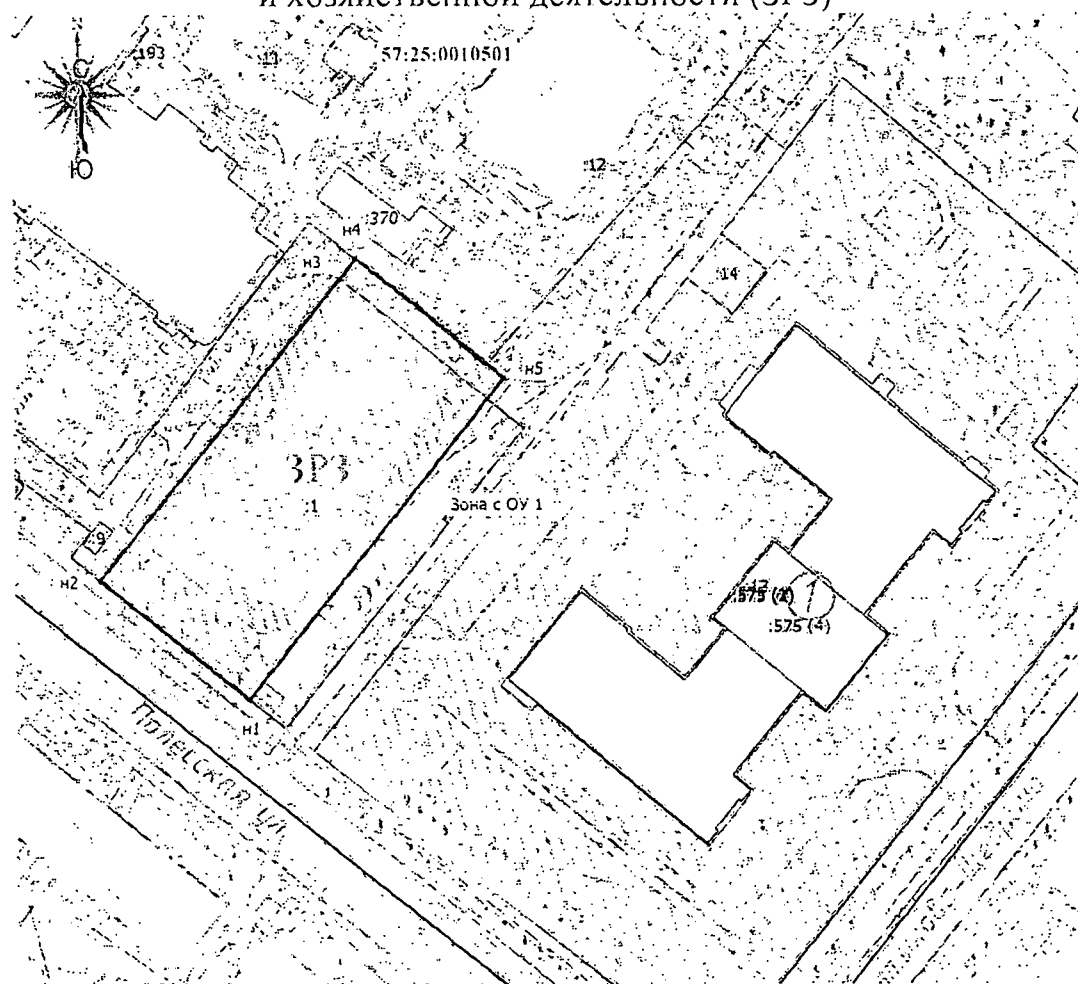 и хозяйственной деятельности (ЗРЗ)
:193
11
57:25:0010501
С
Ю
12
:370
н4
н3
14
н5
ЗРЗ
:1
Зона с ОУ 1
:9
н2
:575 (4)
н1
Полесская ул